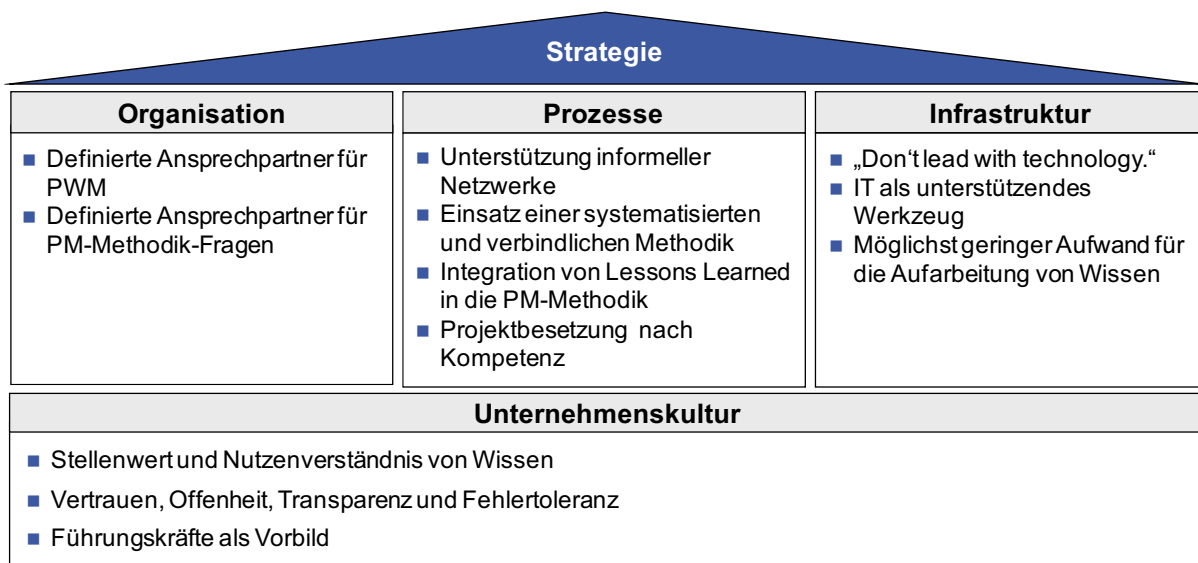 Strategie
Organisation
Definierte Ansprechpartner für
PWM
Definierte Ansprechpartner für
PM-Methodik-Fragen
Prozesse
Unterstützung informeller
Netzwerke
Einsatz einer systematisierten
und verbindlichen Methodik
Integration von Lessons Learned
in die PM-Methodik
Projektbesetzung nach
Kompetenz
Infrastruktur
„Don‘t lead with technology.“
IT als unterstützendes
Werkzeug
Möglichst geringer Aufwand für
die Aufarbeitung von Wissen
Unternehmenskultur
Stellenwert und Nutzenverständnis von Wissen
Vertrauen, Offenheit, Transparenz und Fehlertoleranz
Führungskräfte als Vorbild